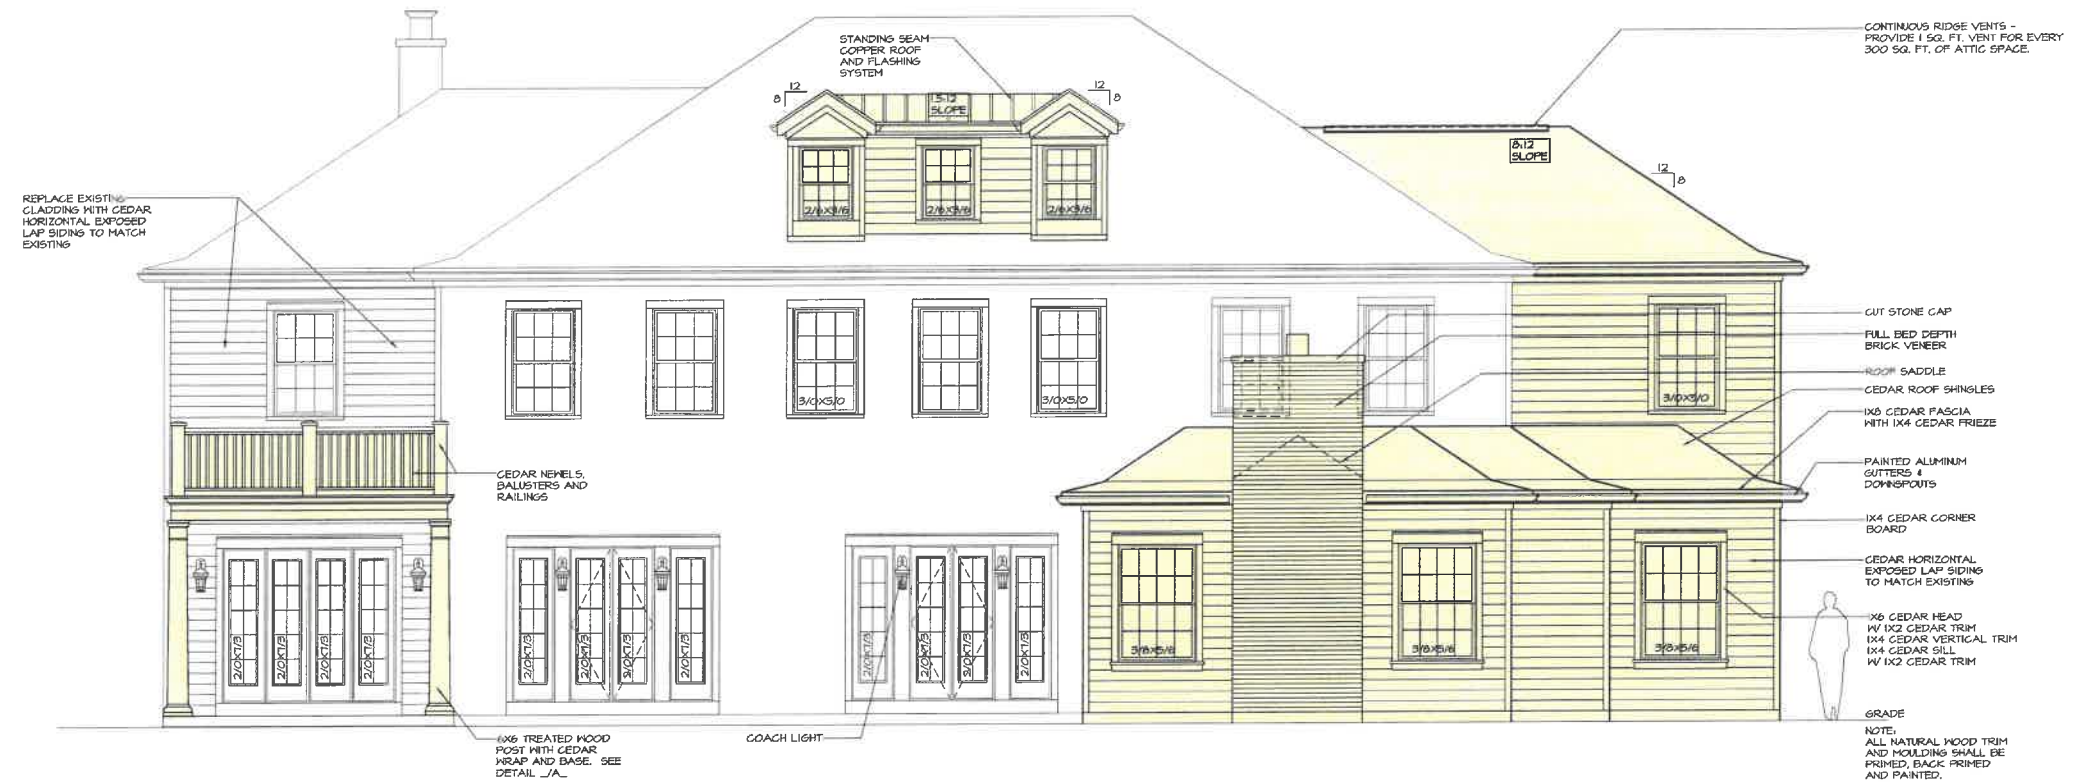 CONTINUOUS RIDGE VENTS -
PROVIDE 1 SQ. FT. VENT FOR EVERY
300 SQ. FT. OF ATTIC SPACE.
STANDING SEAM
COPPER ROOF
AND FLASHING
SYSTEM
12
8
12
8
SLOPE
8:12
SLOPE
12
8
REPLACE EXISTING
CLADDING WITH CEDAR
HORIZONTAL EXPOSED
LAP SIDING TO MATCH
EXISTING
2/6X3/6
2/6X3/6
2/6X3/6
CUT STONE CAP
FULL BED DEPTH
BRICK VENEER
ROOF SADDLE
CEDAR ROOF SHINGLES
3/0X5/0
3/0X5/0
3/0X5/0
1X8 CEDAR FASCIA
WITH 1X4 CEDAR FRIEZE
CEDAR NEWELS,
BALUSTERS AND
RAILINGS
PAINTED ALUMINUM
GUTTERS &
DOWNSPOUTS
1X4 CEDAR CORNER
BOARD
CEDAR HORIZONTAL
EXPOSED LAP SIDING
TO MATCH EXISTING
2/0X7/3
2/0X7/3
2/0X7/3
2/0X7/3
2/0X7/3
2/0X7/3
3/0X7/3
2/0X7/3
2/0X7/3
2/0X7/3
3/0X7/3
2/0X7/3
3/8X5/6
3/8X5/6
3/8X5/6
1X6 CEDAR HEAD
W/ 1X2 CEDAR TRIM
1X4 CEDAR VERTICAL TRIM
1X4 CEDAR SILL
W/ 1X2 CEDAR TRIM
GRADE
NOTE:
ALL NATURAL WOOD TRIM
AND MOULDING SHALL BE
PRIMED, BACK PRIMED
AND PAINTED.
6X6 TREATED WOOD
POST WITH CEDAR
WRAP AND BASE. SEE
DETAIL _/A_
COACH LIGHT